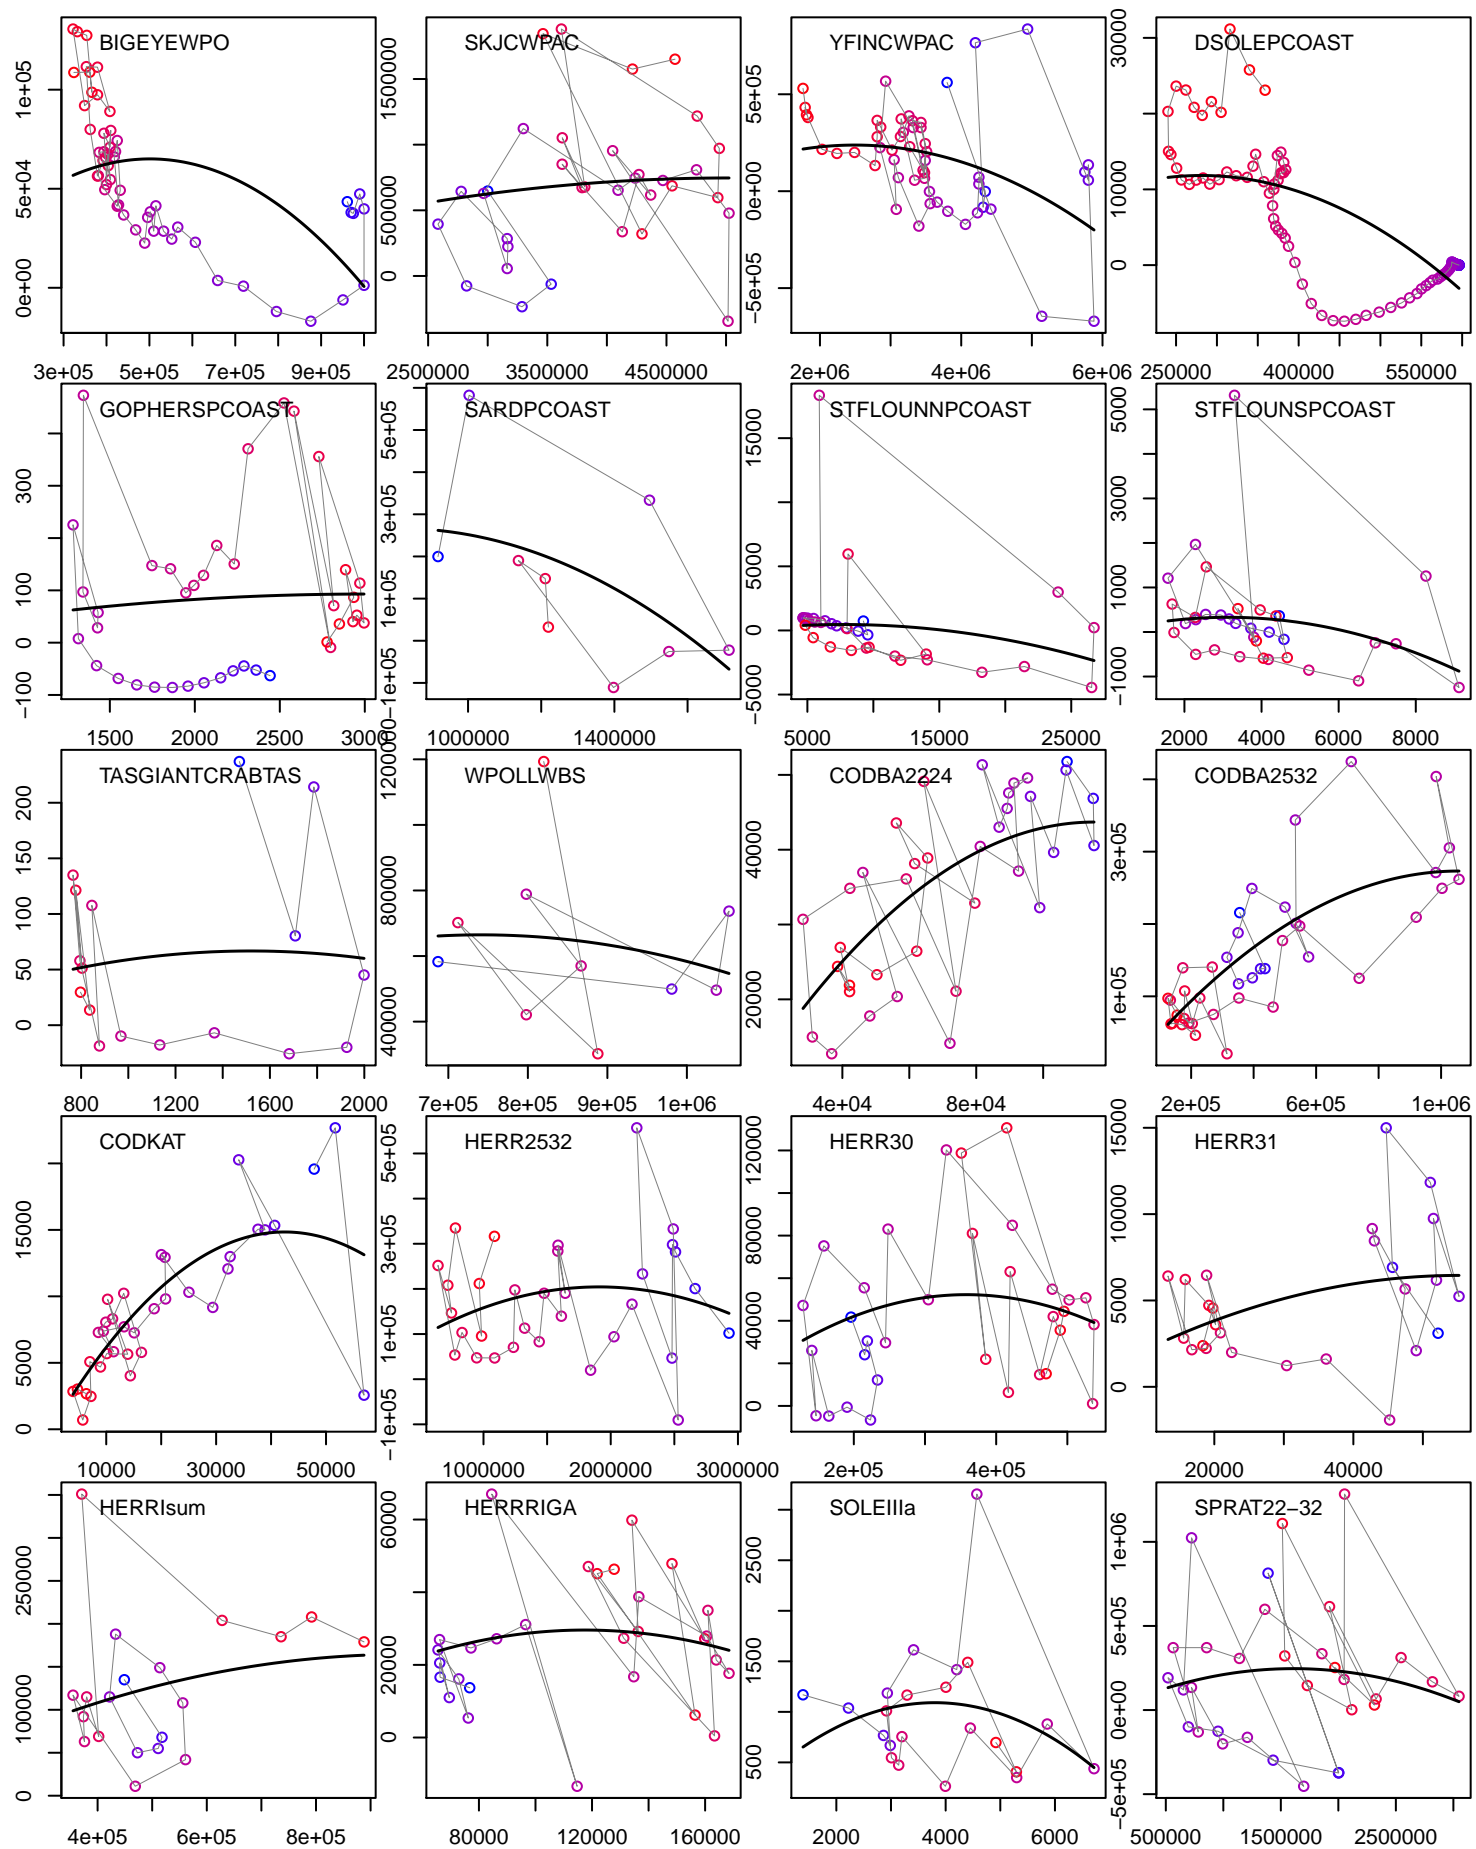 BIGEYEWPO
0e+00 5e+04 1e+05
3e+05 5e+05 7e+05 9e+05
SKJCWPAC
0 500000 1500000
2500000 3500000 4500000
YFINCWPAC
−5e+05 0e+00 5e+05
2e+06 4e+06 6e+06
DSOLEPCOAST
0 10000 30000
250000 400000 550000
GOPHERSPCOAST
−100 0 100 300
1500 2000 2500 3000
SARDPCOAST
−1e+05 1e+05 3e+05 5e+05
1000000 1400000
STFLOUNNPCOAST
−5000 5000 15000
5000 15000 25000
STFLOUNSPCOAST
−1000 1000 3000 5000
2000 4000 6000 8000
TASGIANTCRABTAS
0 50 100 150 200
800 1200 1600 2000
WPOLLWBS
400000 800000 1200000
7e+05 8e+05 9e+05 1e+06
CODBA2224
20000 40000
4e+04 8e+04
CODBA2532
1e+05 3e+05
2e+05 6e+05 1e+06
CODKAT
0 5000 15000
10000 30000 50000
HERR2532
−1e+05 1e+05 3e+05 5e+05
1000000 2000000 3000000
HERR30
0 40000 80000 120000
2e+05 4e+05
HERR31
0 5000 10000 15000
20000 40000
HERRIsum
0 100000 250000
4e+05 6e+05 8e+05
HERRRIGA
0 20000 60000
80000 120000 160000
SOLEIIIa
500 1500 2500
2000 4000 6000
SPRAT22−32
−5e+05 0e+00 5e+05 1e+06
500000 1500000 2500000